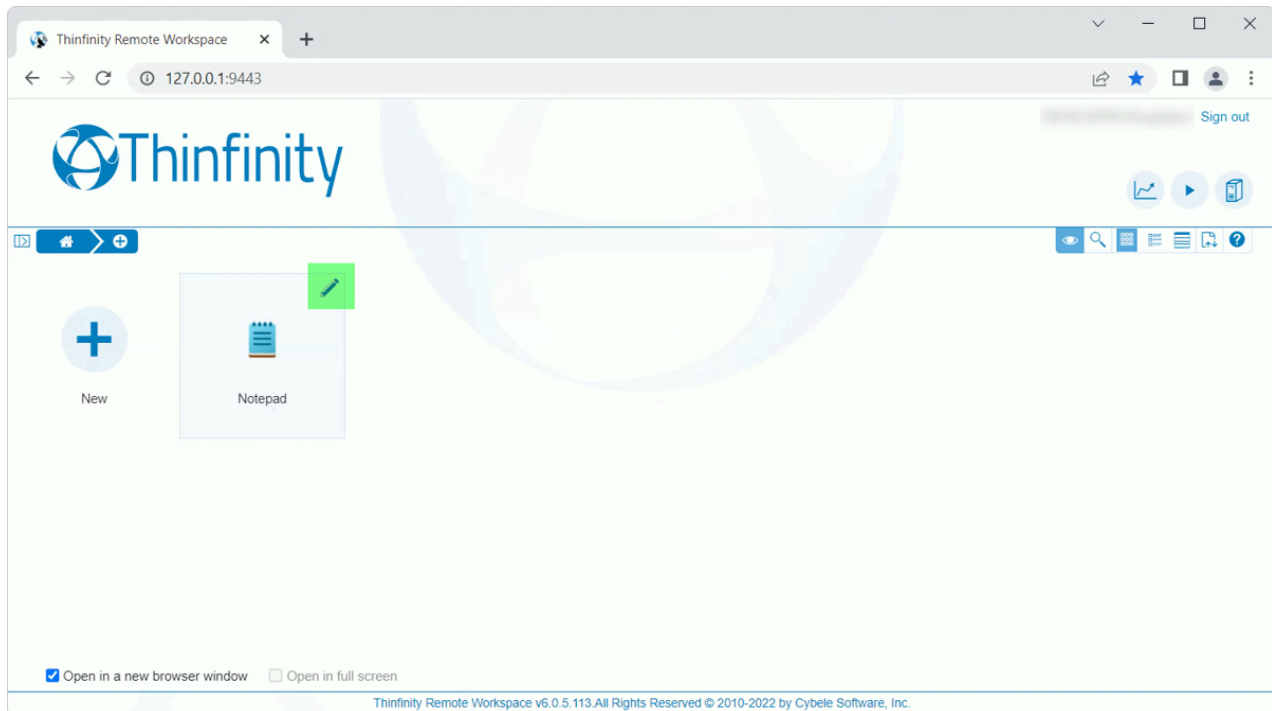 Thinfinity Remote Workspace
127.0.0.1:9443
Sign out
Thinfinity
New
Notepad
Open in a new browser window Open in full screen
Thinfinity Remote Workspace v6.0.5.113.All Rights Reserved © 2010-2022 by Cybele Software, Inc.